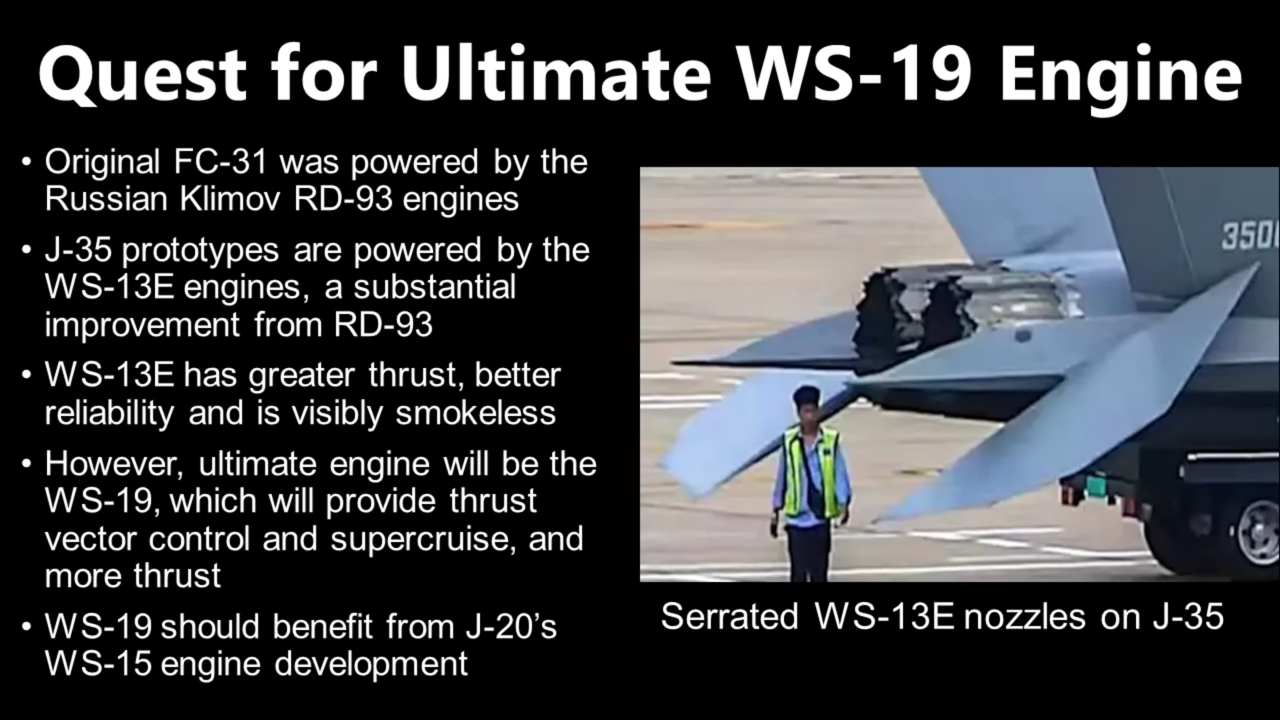 Quest for Ultimate WS-19 Engine
• Original FC-31 was powered by the
Russian Klimov RD-93 engines
• J-35 prototypes are powered by the
WS-13E engines, a substantial
improvement from RD-93
• WS-13E has greater thrust, better
reliability and is visibly smokeless
• However, ultimate engine will be the
WS-19, which will provide thrust
vector control and supercruise, and
more thrust
• WS-19 should benefit from J-20’s
WS-15 engine development
350
Serrated WS-13E nozzles on J-35